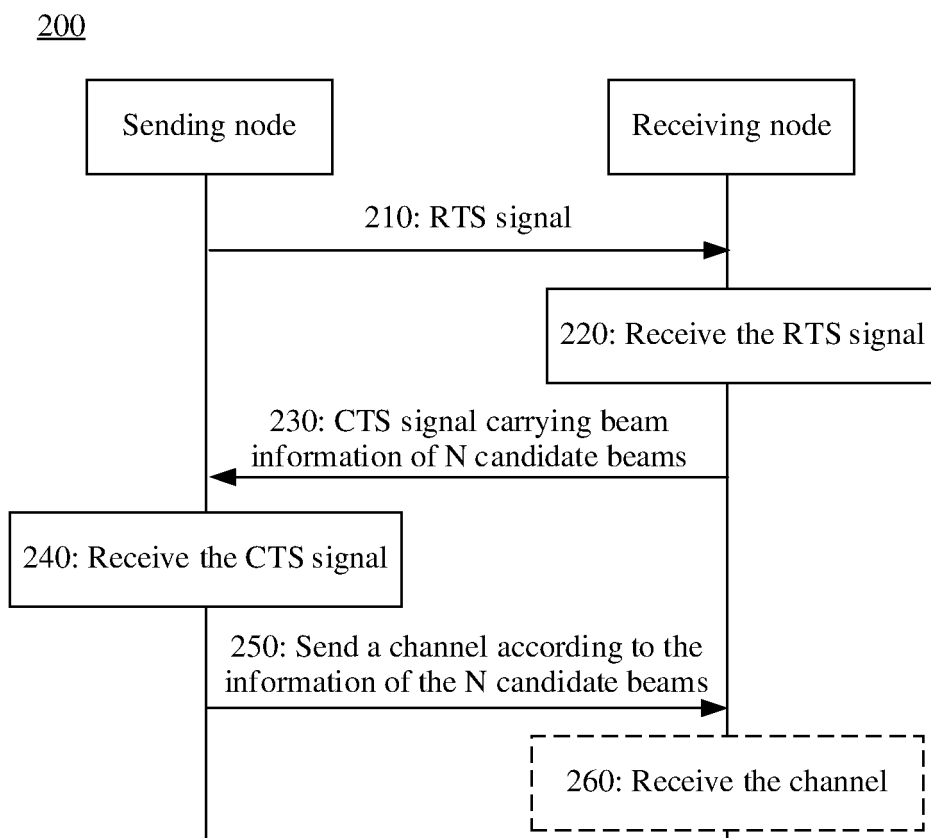 200
Sending node
Receiving node
210: RTS signal
220: Receive the RTS signal
230: CTS signal carrying beam
information of N candidate beams
240: Receive the CTS signal
250: Send a channel according to the
information of the N candidate beams
260: Receive the channel